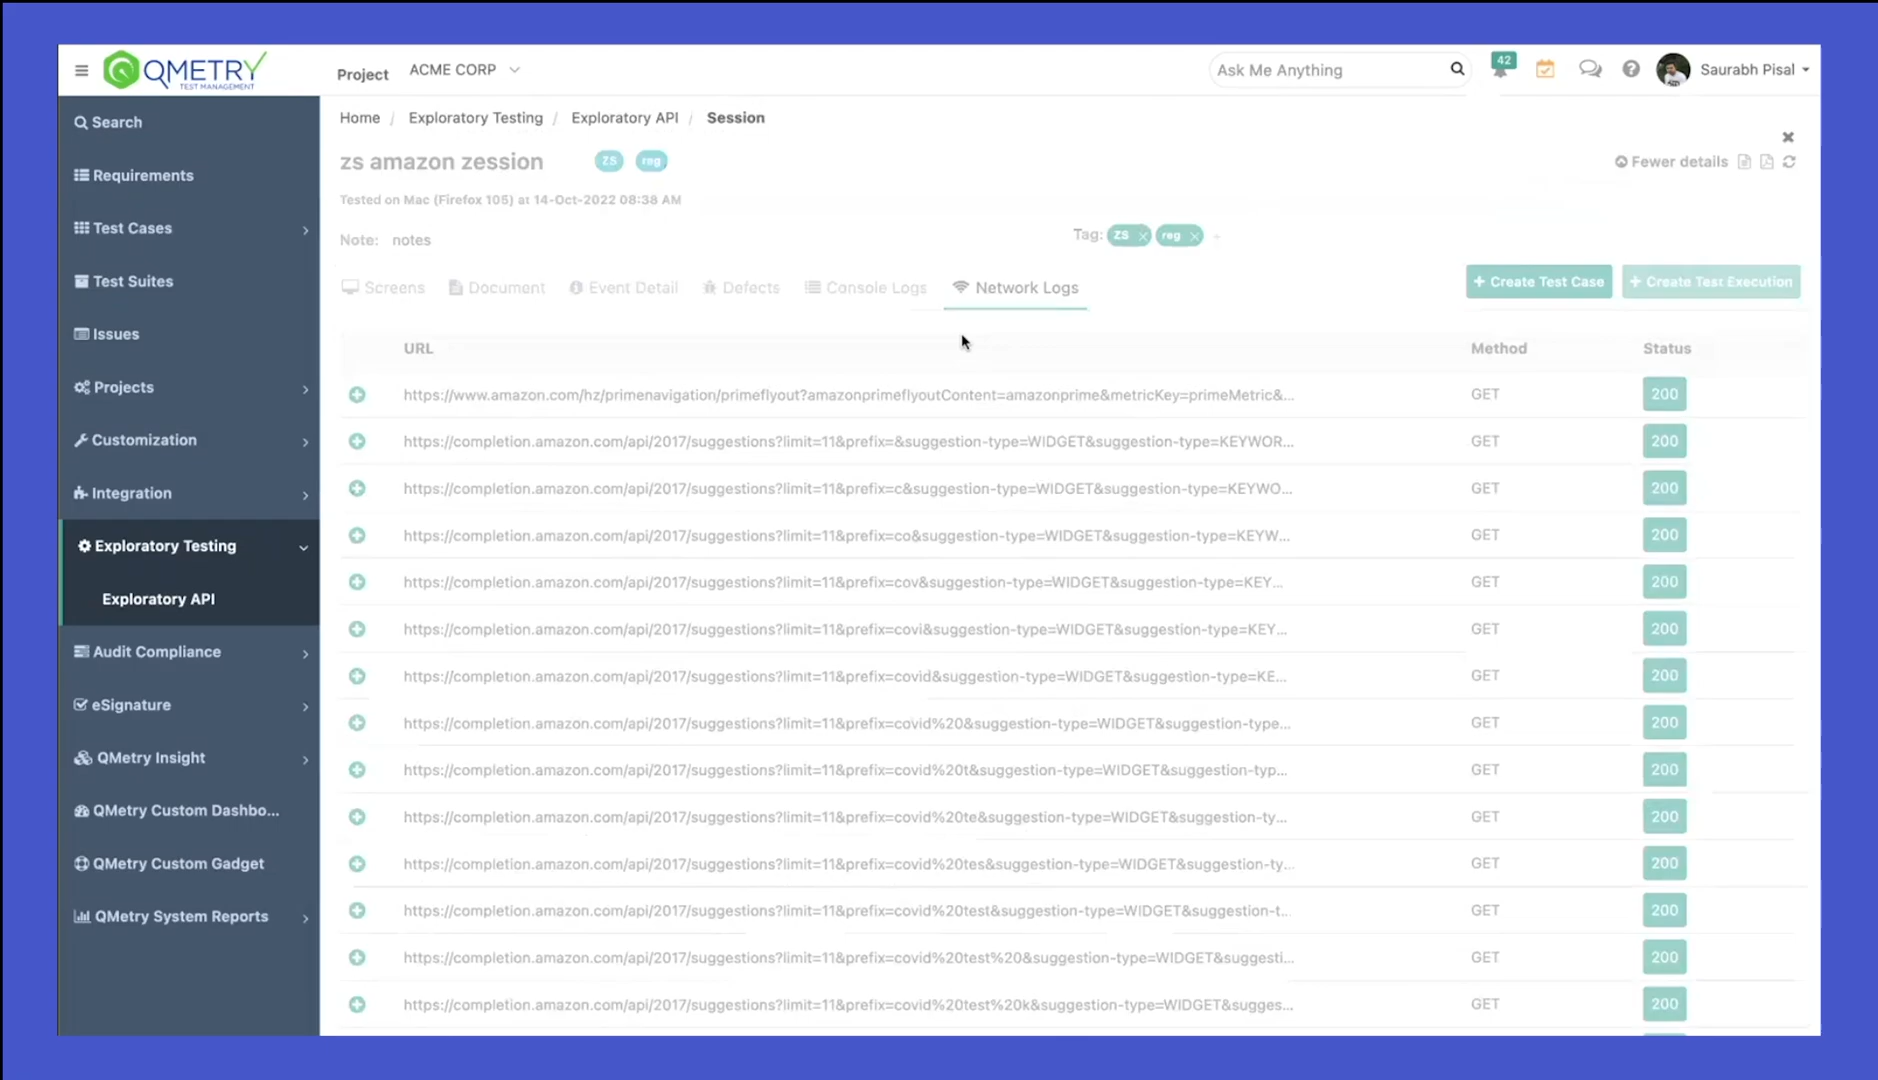 QMETRY
TEST MANAGEMENT
Project
ACME CORP
Ask Me Anything
42
Saurabh Pisal
Search
Requirements
Test Cases
Test Suites
Issues
Projects
Customization
Integration
Exploratory Testing
Exploratory API
Audit Compliance
eSignature
QMetry Insight
QMetry Custom Dashbo...
QMetry Custom Gadget
QMetry System Reports
Home / Exploratory Testing / Exploratory API / Session
zs amazon zession ZS reg
Fewer details
Tested on Mac (Firefox 105) at 14-Oct-2022 08:38 AM
Note: notes
Tag: ZS × reg × +
Screens Document Event Detail Defects Console Logs Network Logs
+ Create Test Case + Create Test Execution
URL Method Status
https://www.amazon.com/hz/primenavigation/primeflyout?amazonprimeflyoutContent=amazonprime&metricKey=primeMetric&... GET 200
https://completion.amazon.com/api/2017/suggestions?limit=11&prefix=&suggestion-type=WIDGET&suggestion-type=KEYWOR... GET 200
https://completion.amazon.com/api/2017/suggestions?limit=11&prefix=c&suggestion-type=WIDGET&suggestion-type=KEYWO... GET 200
https://completion.amazon.com/api/2017/suggestions?limit=11&prefix=co&suggestion-type=WIDGET&suggestion-type=KEYW... GET 200
https://completion.amazon.com/api/2017/suggestions?limit=11&prefix=cov&suggestion-type=WIDGET&suggestion-type=KEY... GET 200
https://completion.amazon.com/api/2017/suggestions?limit=11&prefix=covi&suggestion-type=WIDGET&suggestion-type=KEY... GET 200
https://completion.amazon.com/api/2017/suggestions?limit=11&prefix=covid&suggestion-type=WIDGET&suggestion-type=KE... GET 200
https://completion.amazon.com/api/2017/suggestions?limit=11&prefix=covid%20&suggestion-type=WIDGET&suggestion-type... GET 200
https://completion.amazon.com/api/2017/suggestions?limit=11&prefix=covid%20t&suggestion-type=WIDGET&suggestion-typ... GET 200
https://completion.amazon.com/api/2017/suggestions?limit=11&prefix=covid%20te&suggestion-type=WIDGET&suggestion-ty... GET 200
https://completion.amazon.com/api/2017/suggestions?limit=11&prefix=covid%20tes&suggestion-type=WIDGET&suggestion-ty... GET 200
https://completion.amazon.com/api/2017/suggestions?limit=11&prefix=covid%20test&suggestion-type=WIDGET&suggestion-t... GET 200
https://completion.amazon.com/api/2017/suggestions?limit=11&prefix=covid%20test%20&suggestion-type=WIDGET&suggesti... GET 200
https://completion.amazon.com/api/2017/suggestions?limit=11&prefix=covid%20test%20k&suggestion-type=WIDGET&sugges... GET 200